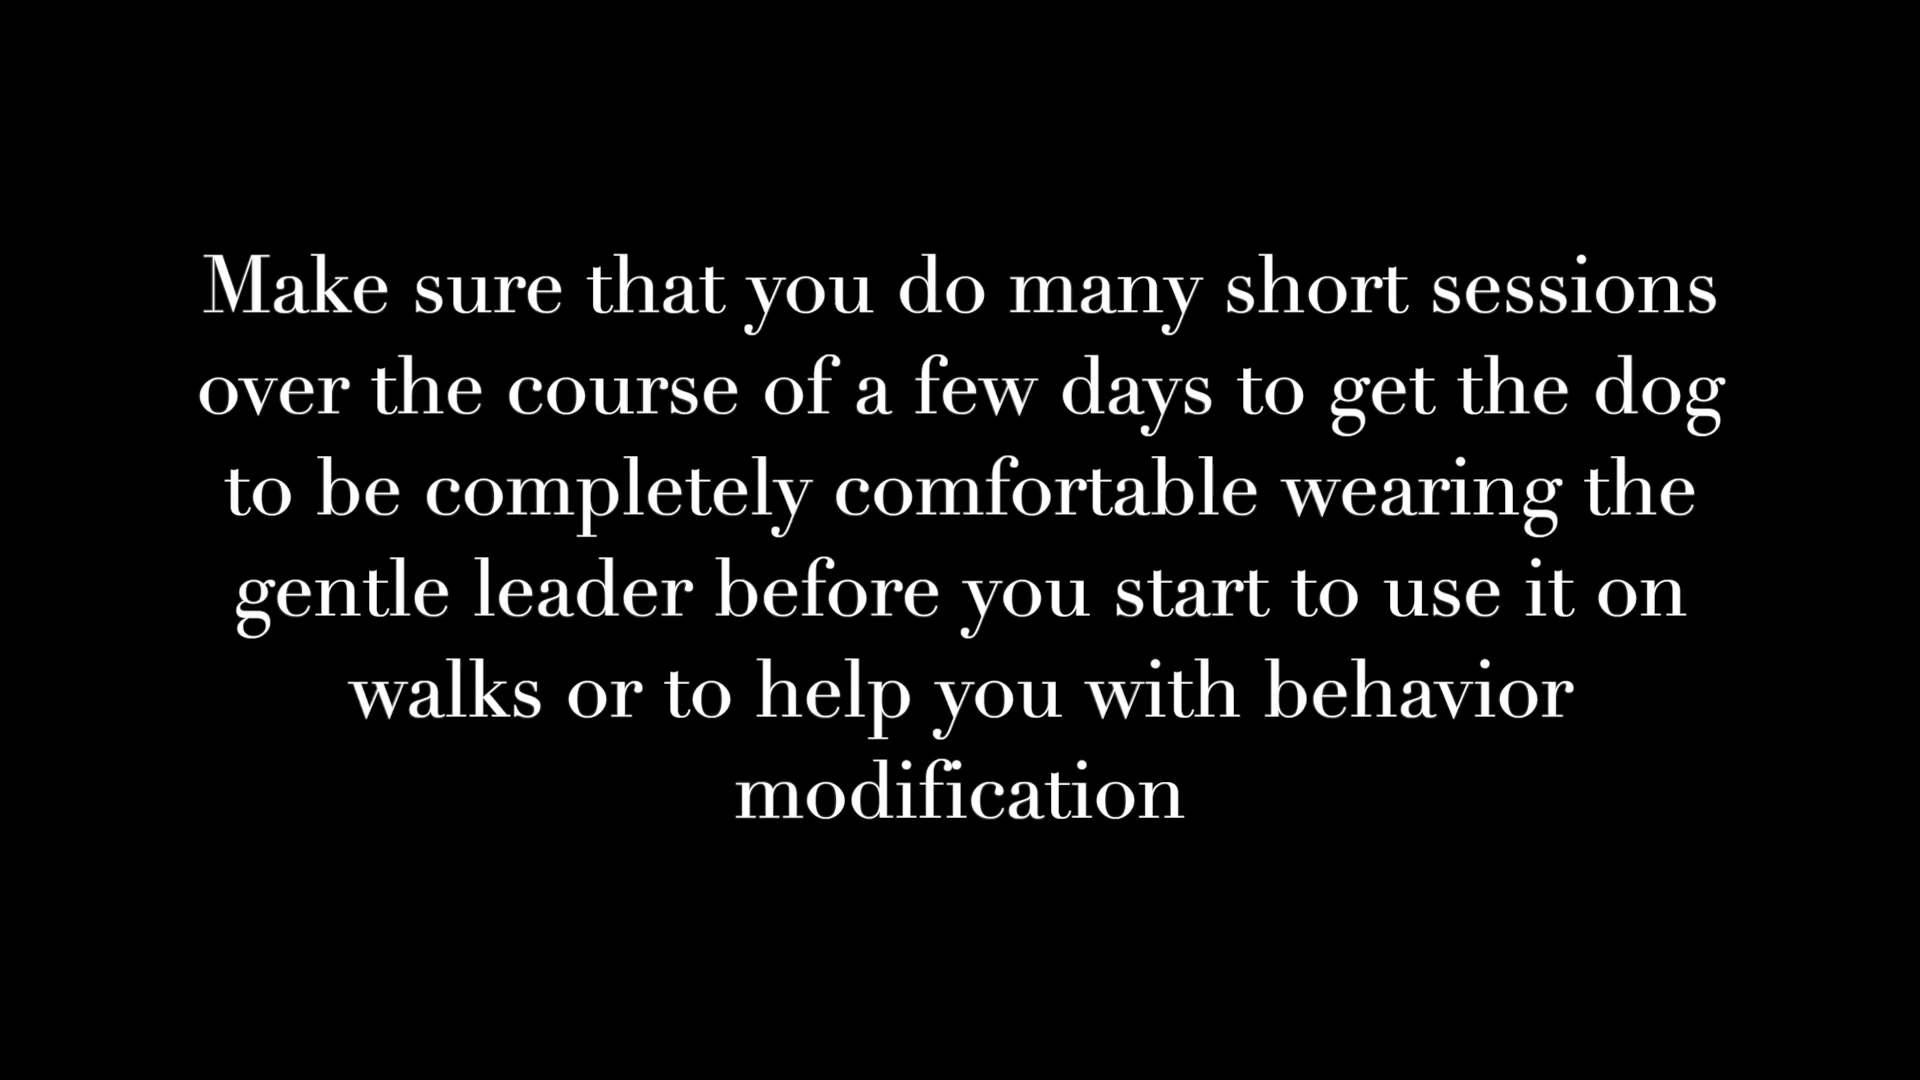 Make sure that you do many short sessions
over the course of a few days to get the dog
to be completely comfortable wearing the
gentle leader before you start to use it on
walks or to help you with behavior
modification